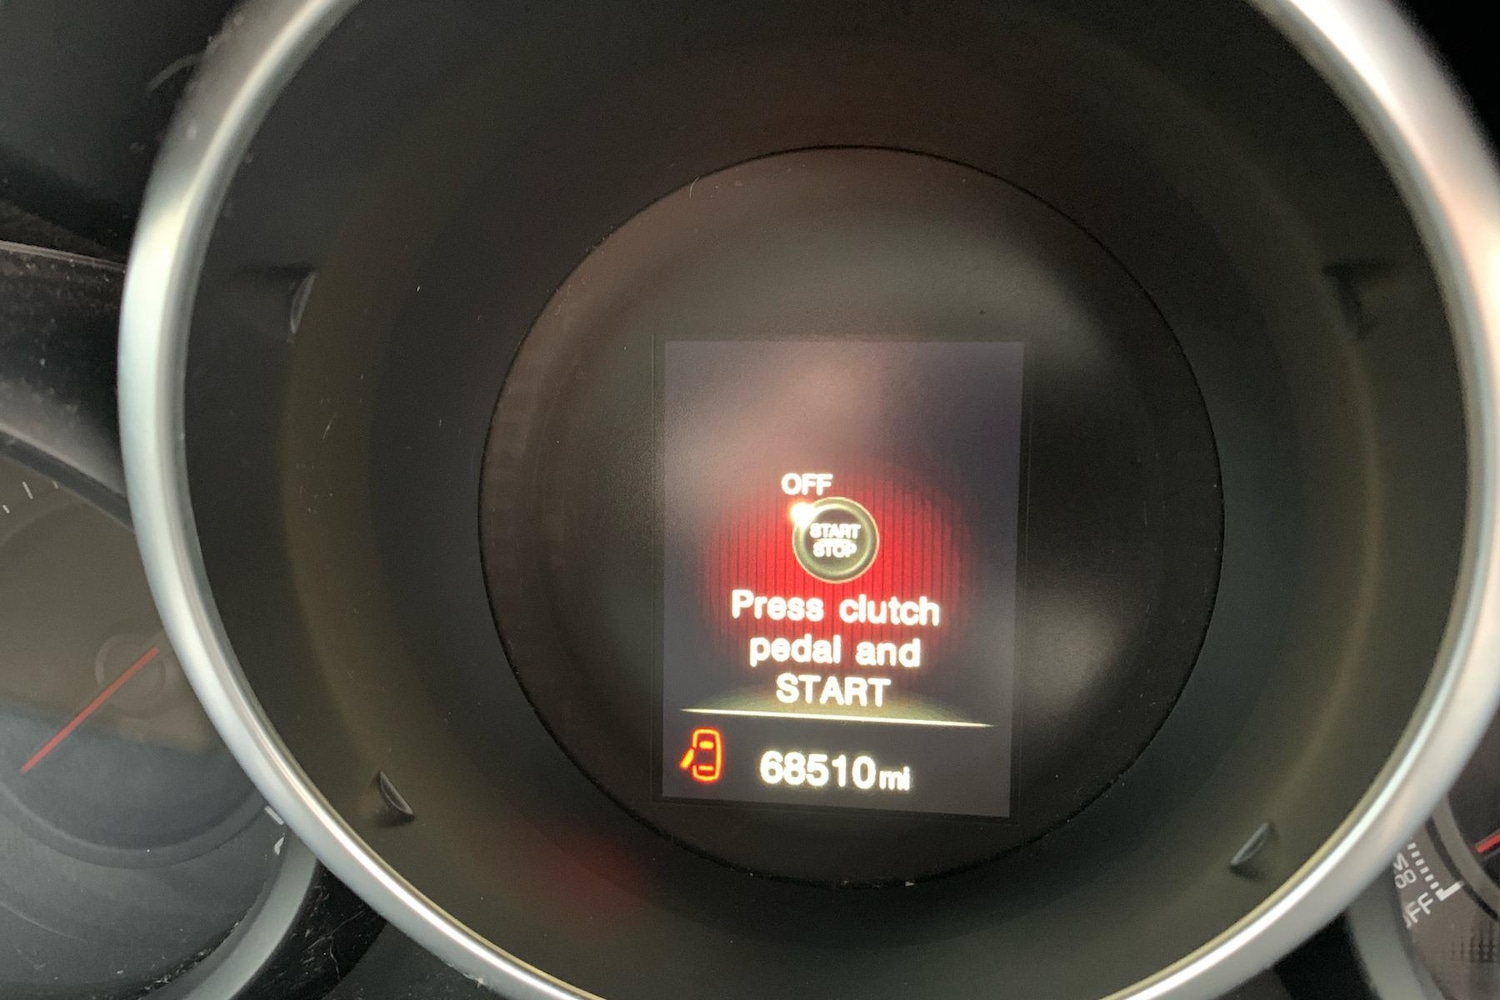 OFF
START
STOP
Press clutch
pedal and
START
68510mi